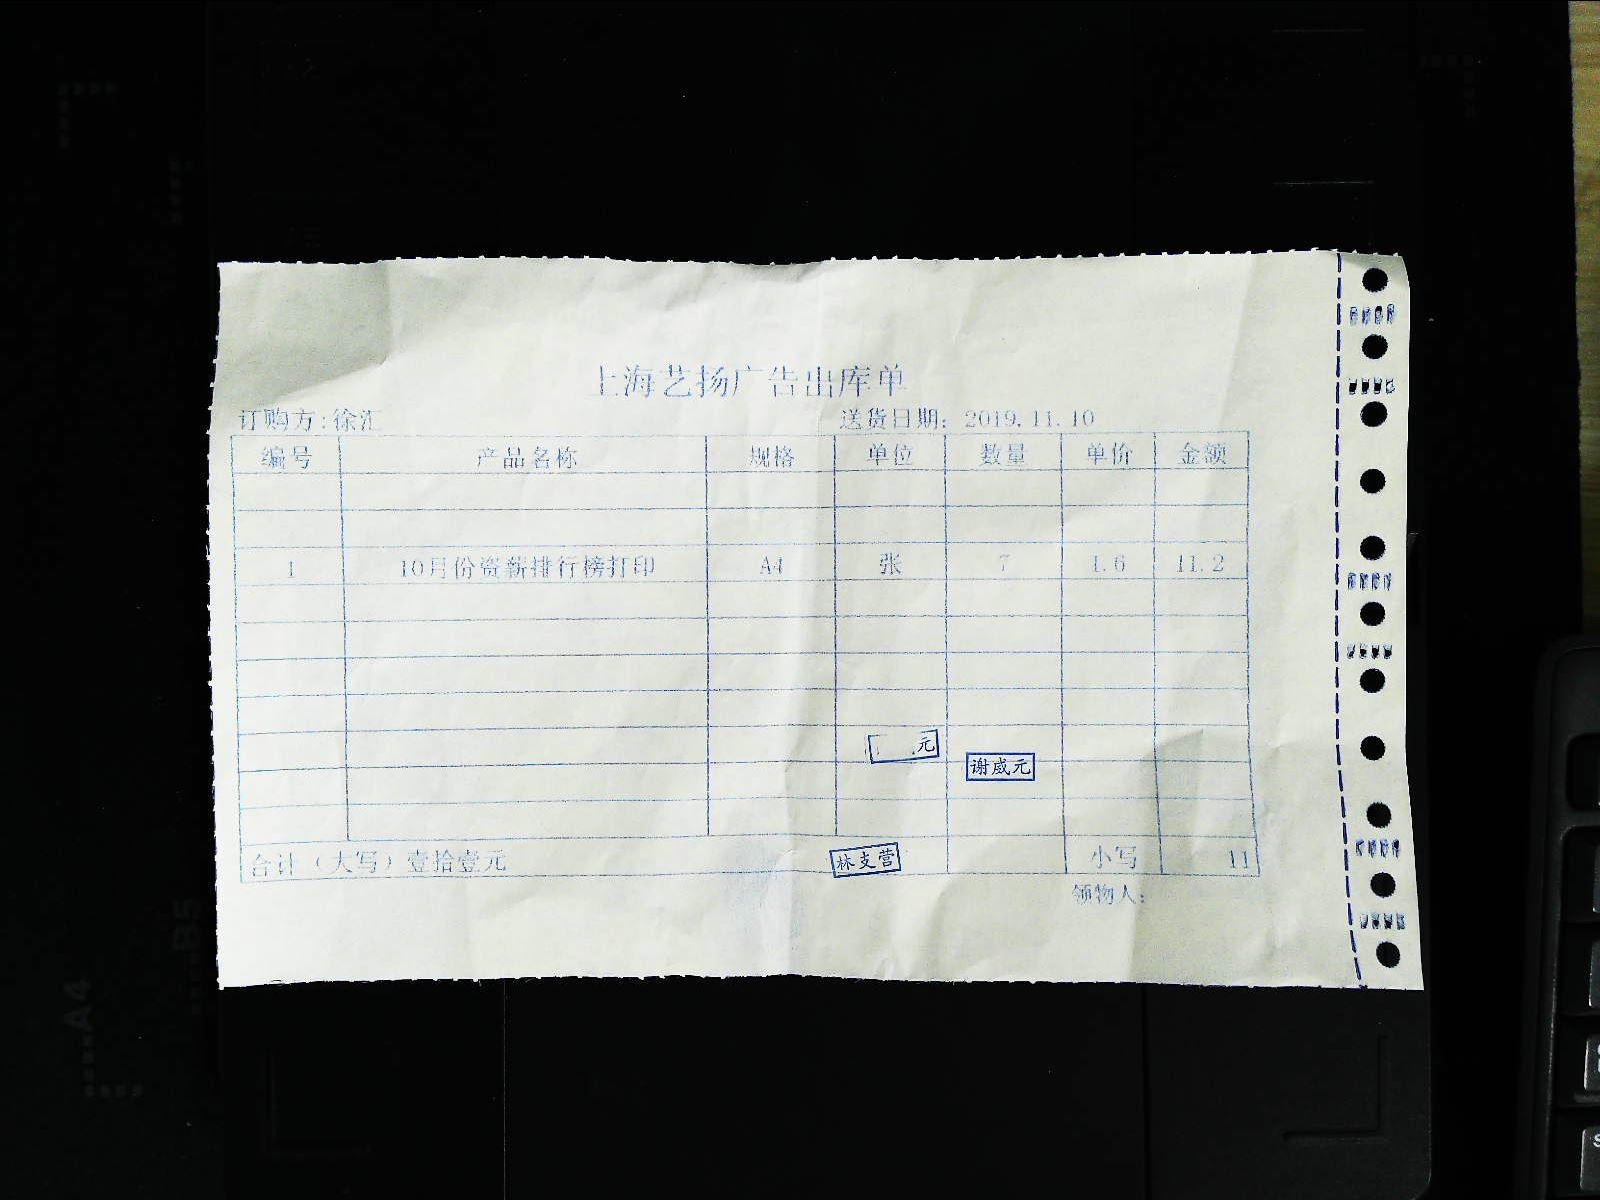 上海艺扬广告出库单
订购方:徐汇 送货日期: 2019.11.10
编号 产品名称 规格 单位 数量 单价 金额
1 10月份资薪排行榜打印 A4 张 7 1.6 11.2
元
谢威元
合计（大写）壹拾壹元 林支营 小写 11
领物人:
A4
B5